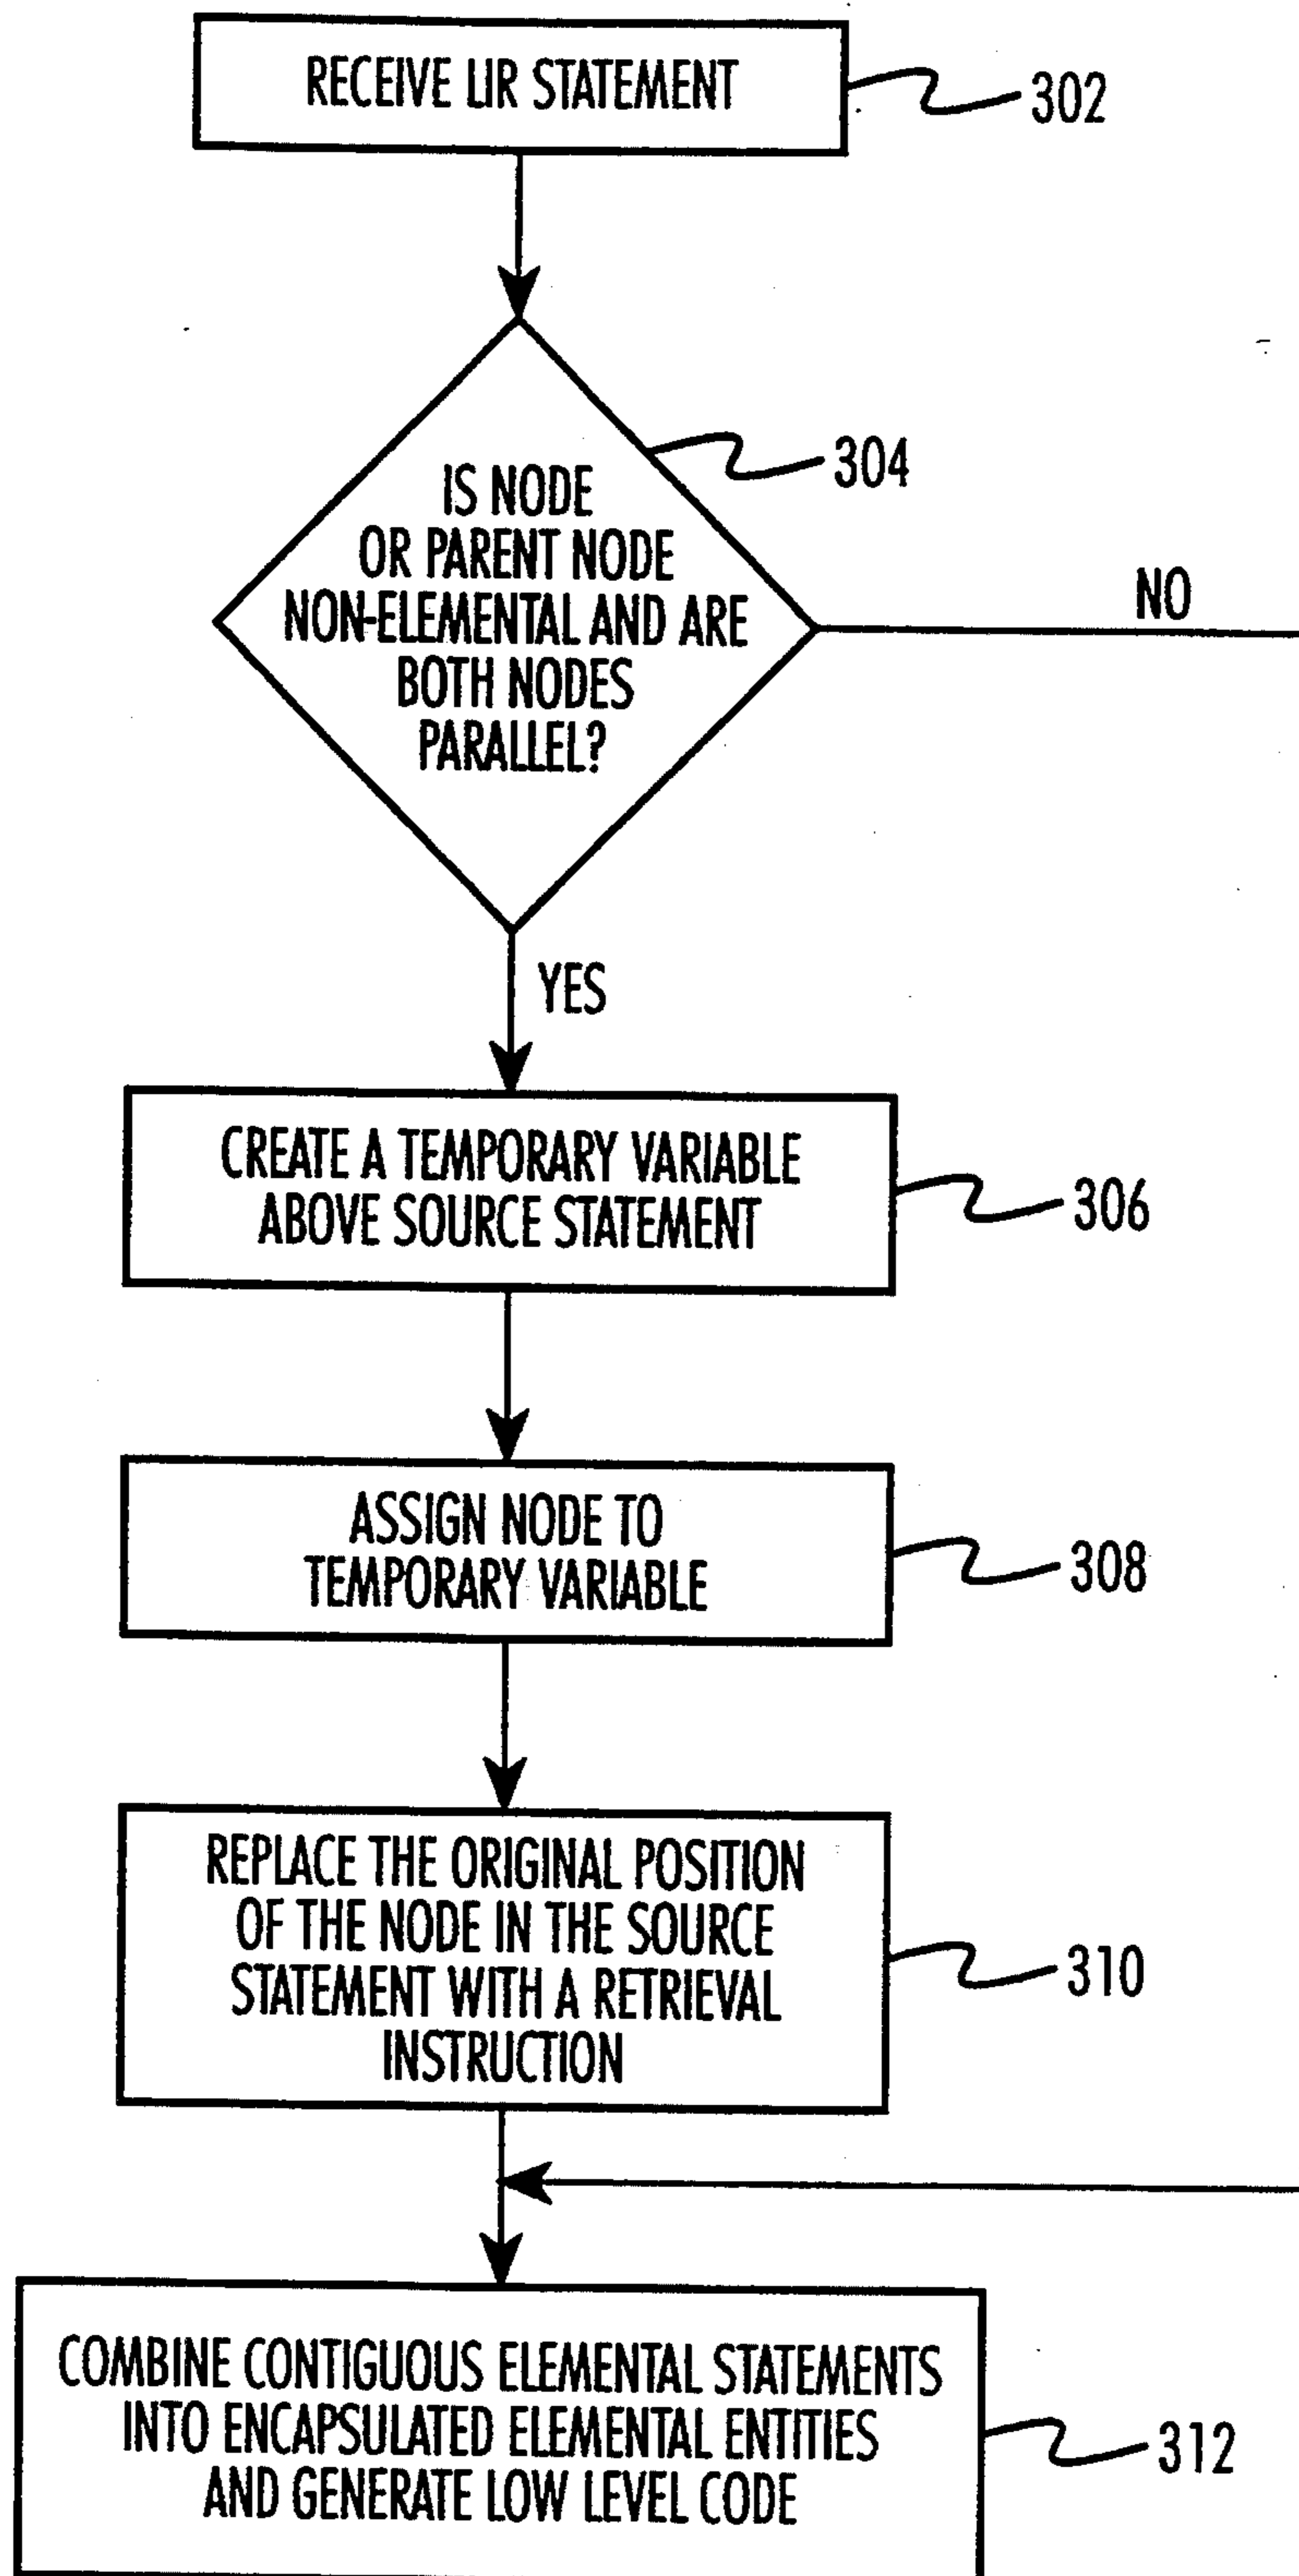 RECEIVE LIR STATEMENT
302
304
IS NODE
OR PARENT NODE
NON-ELEMENTAL AND ARE
BOTH NODES
PARALLEL?
NO
YES
CREATE A TEMPORARY VARIABLE
ABOVE SOURCE STATEMENT
306
ASSIGN NODE TO
TEMPORARY VARIABLE
308
REPLACE THE ORIGINAL POSITION
OF THE NODE IN THE SOURCE
STATEMENT WITH A RETRIEVAL
INSTRUCTION
310
COMBINE CONTIGUOUS ELEMENTAL STATEMENTS
INTO ENCAPSULATED ELEMENTAL ENTITIES
AND GENERATE LOW LEVEL CODE
312